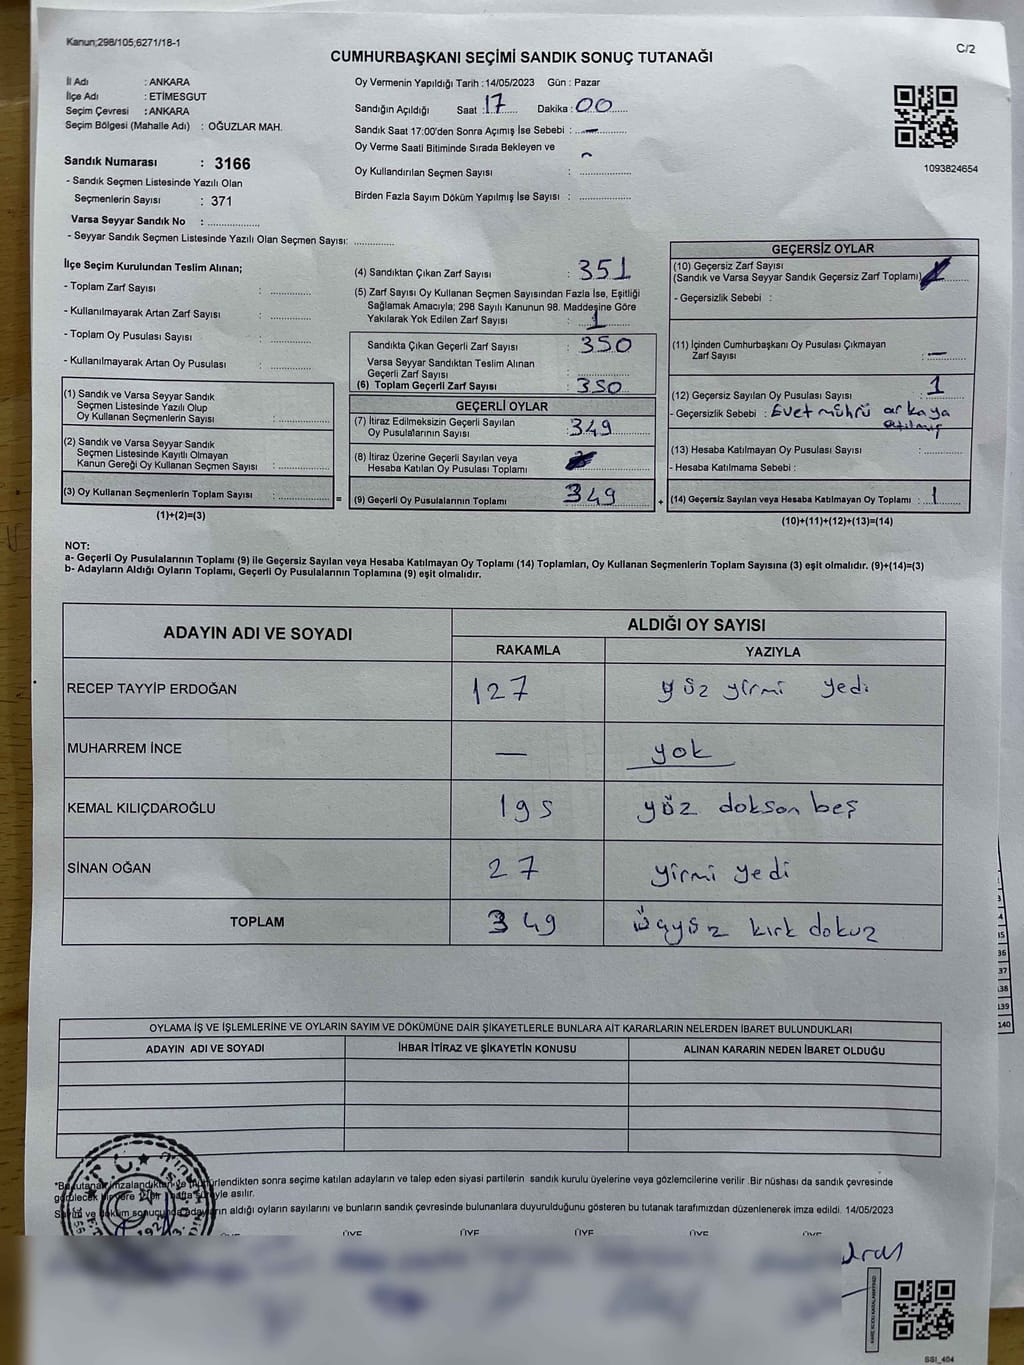 Kanun;298/105;6271/18-1
C/2
CUMHURBAŞKANI SEÇİMİ SANDIK SONUÇ TUTANAĞI
İl Adı : ANKARA
İlçe Adı : ETİMESGUT
Seçim Çevresi : ANKARA
Seçim Bölgesi (Mahalle Adı) : OĞUZLAR MAH.
Sandık Numarası : 3166
- Sandık Seçmen Listesinde Yazılı Olan
Seçmenlerin Sayısı : 371
Varsa Seyyar Sandık No : ..................
- Seyyar Sandık Seçmen Listesinde Yazılı Olan Seçmen Sayısı: ..............
Oy Vermenin Yapıldığı Tarih : 14/05/2023 Gün : Pazar
Sandığın Açıldığı Saat : 17 Dakika : 00
Sandık Saat 17:00'den Sonra Açımış İse Sebebi : —
Oy Verme Saati Bitiminde Sırada Bekleyen ve
Oy Kullandırılan Seçmen Sayısı : ..................
Birden Fazla Sayım Döküm Yapılmış İse Sayısı : ..................
1093824654
İlçe Seçim Kurulundan Teslim Alınan;
- Toplam Zarf Sayısı : ..............
- Kullanılmayarak Artan Zarf Sayısı : ..............
- Toplam Oy Pusulası Sayısı : ..............
- Kullanılmayarak Artan Oy Pusulası : ..............
(1) Sandık ve Varsa Seyyar Sandık
Seçmen Listesinde Yazılı Olup
Oy Kullanan Seçmenlerin Sayısı : ..................
(2) Sandık ve Varsa Seyyar Sandık
Seçmen Listesinde Kayıtlı Olmayan
Kanun Gereği Oy Kullanan Seçmen Sayısı : ..................
(3) Oy Kullanan Seçmenlerin Toplam Sayısı : ..................
=
(1)+(2)=(3)
(4) Sandıktan Çıkan Zarf Sayısı : 351
(5) Zarf Sayısı Oy Kullanan Seçmen Sayısından Fazla İse, Eşitliği
Sağlamak Amacıyla; 298 Sayılı Kanunun 98. Maddesine Göre
Yakılarak Yok Edilen Zarf Sayısı : 1
Sandıkta Çıkan Geçerli Zarf Sayısı : 350
Varsa Seyyar Sandıktan Teslim Alınan
Geçerli Zarf Sayısı : ..................
(6) Toplam Geçerli Zarf Sayısı : 350
GEÇERLİ OYLAR
(7) İtiraz Edilmeksizin Geçerli Sayılan
Oy Pusulalarının Sayısı : 349
(8) İtiraz Üzerine Geçerli Sayılan veya
Hesaba Katılan Oy Pusulası Toplamı :
(9) Geçerli Oy Pusulalarının Toplamı : 349
+
GEÇERSİZ OYLAR
(10) Geçersiz Zarf Sayısı
(Sandık ve Varsa Seyyar Sandık Geçersiz Zarf Toplamı)
- Geçersizlik Sebebi :
(11) İçinden Cumhurbaşkanı Oy Pusulası Çıkmayan
Zarf Sayısı : —
(12) Geçersiz Sayılan Oy Pusulası Sayısı : 1
- Geçersizlik Sebebi : Evet mührü arkaya
atılmış
(13) Hesaba Katılmayan Oy Pusulası Sayısı : ..............
- Hesaba Katılmama Sebebi :
(14) Geçersiz Sayılan veya Hesaba Katılmayan Oy Toplamı : 1
(10)+(11)+(12)+(13)=(14)
NOT:
a- Geçerli Oy Pusulalarının Toplamı (9) ile Geçersiz Sayılan veya Hesaba Katılmayan Oy Toplamı (14) Toplamları, Oy Kullanan Seçmenlerin Toplam Sayısına (3) eşit olmalıdır. (9)+(14)=(3)
b- Adayların Aldığı Oyların Toplamı, Geçerli Oy Pusulalarının Toplamına (9) eşit olmalıdır.
ADAYIN ADI VE SOYADI
ALDIĞI OY SAYISI
RAKAMLA YAZIYLA
RECEP TAYYİP ERDOĞAN 127 yüz yirmi yedi
MUHARREM İNCE — yok
KEMAL KILIÇDAROĞLU 195 yüz doksan beş
SİNAN OĞAN 27 yirmi yedi
TOPLAM 349 üçyüz kırk dokuz
OYLAMA İŞ VE İŞLEMLERİNE VE OYLARIN SAYIM VE DÖKÜMÜNE DAİR ŞİKAYETLERLE BUNLARA AİT KARARLARIN NELERDEN İBARET BULUNDUKLARI
ADAYIN ADI VE SOYADI İHBAR İTİRAZ VE ŞİKAYETİN KONUSU ALINAN KARARIN NEDEN İBARET OLDUĞU
sonra seçime katılan adayların ve talep eden siyasi partilerin sandık kurulu üyelerine veya gözlemcilerine verilir .Bir nüshası da sandık çevresinde
asılır.
aldığı oyların sayılarını ve bunların sandık çevresinde bulunanlara duyurulduğunu gösteren bu tutanak tarafımızdan düzenlenerek imza edildi. 14/05/2023
ÜYE ÜYE ÜYE ÜYE ÜYE ÜYE
136
137
138
139
140
SSI_404